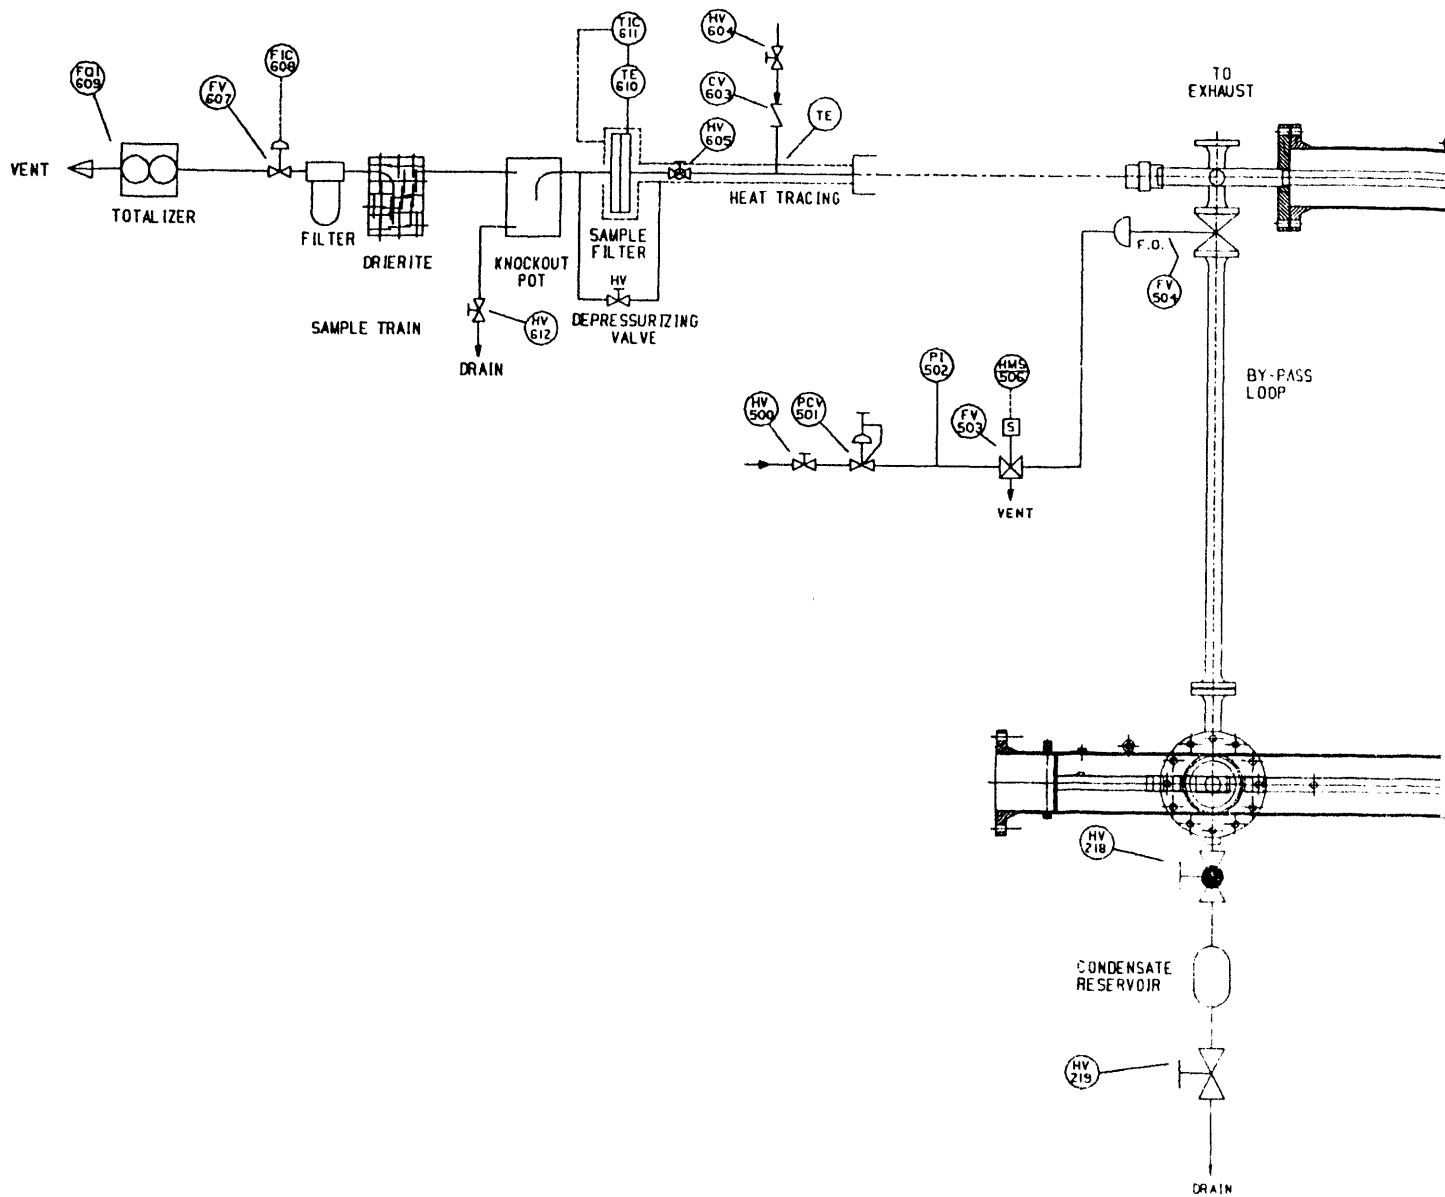 TIC
611
HV
604
FIC
608
FQI
609
FV
607
TE
610
CV
603
TE
HV
605
TO
EXHAUST
VENT
TOTALIZER
FILTER
DRIERITE
KNOCKOUT
POT
SAMPLE
FILTER
HEAT TRACING
F.O.
FV
504
HV
DEPRESSURIZING
VALVE
SAMPLE TRAIN
HV
612
DRAIN
BY-PASS
LOOP
PI
502
HMS
506
HV
500
PCV
501
FV
503
S
VENT
HV
218
CONDENSATE
RESERVOIR
HV
219
DRAIN